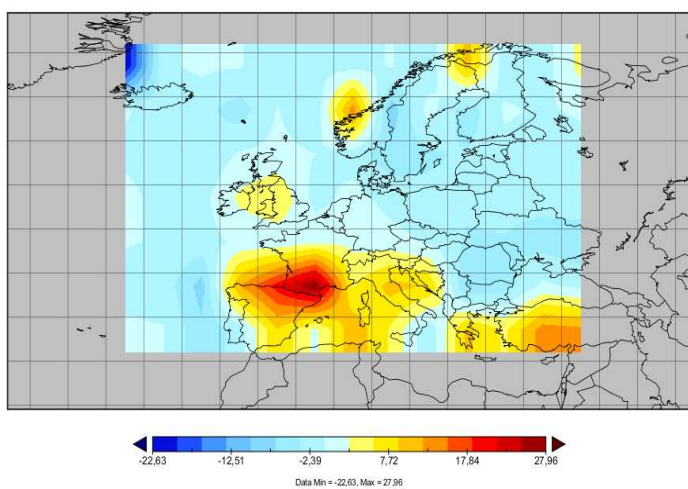 -22,63 -12,51 -2,39 7,72 17,84 27,96
Data Min = -22,63, Max = 27,96